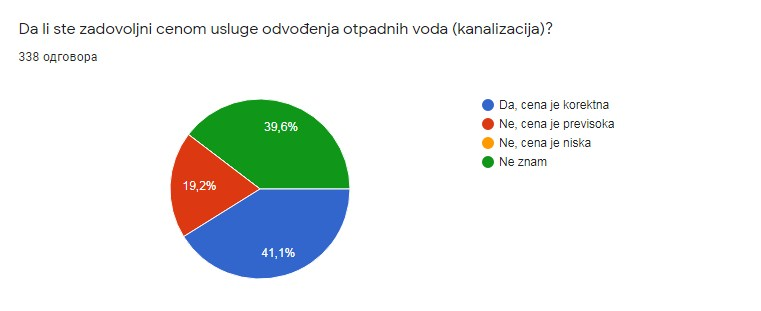 Da li ste zadovoljni cenom usluge odvođenja otpadnih voda (kanalizacija)?
338 одговора
39,6%
19,2%
41,1%
Da, cena je korektna
Ne, cena je previsoka
Ne, cena je niska
Ne znam